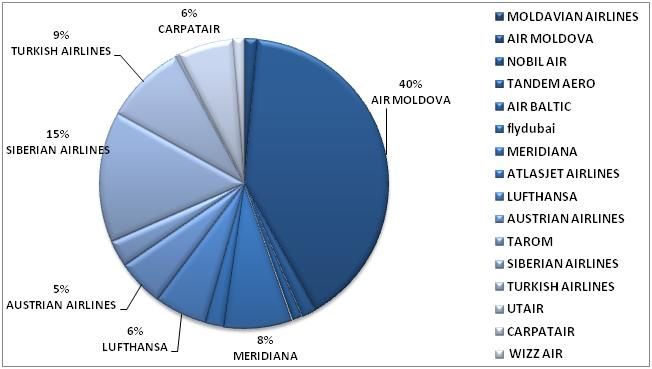 6%
CARPATAIR
9%
TURKISH AIRLINES
40%
AIR MOLDOVA
15%
SIBERIAN AIRLINES
5%
AUSTRIAN AIRLINES
6%
LUFTHANSA
8%
MERIDIANA
MOLDAVIAN AIRLINES
AIR MOLDOVA
NOBIL AIR
TANDEM AERO
AIR BALTIC
flydubai
MERIDIANA
ATLASJET AIRLINES
LUFTHANSA
AUSTRIAN AIRLINES
TAROM
SIBERIAN AIRLINES
TURKISH AIRLINES
UTAIR
CARPATAIR
WIZZ AIR